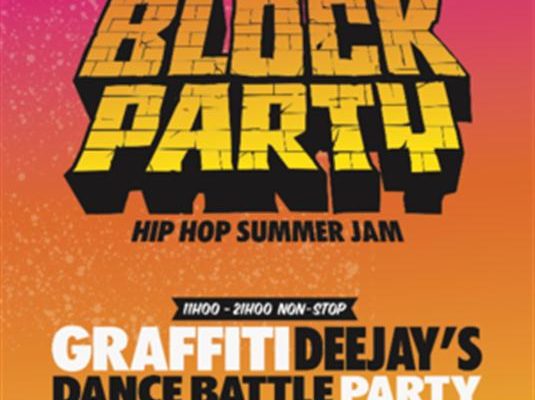 BLOCK
PARTY
HIP HOP SUMMER JAM
11H00 - 21H00 NON-STOP
GRAFFITI DEEJAY'S
DANCE BATTLE PARTY